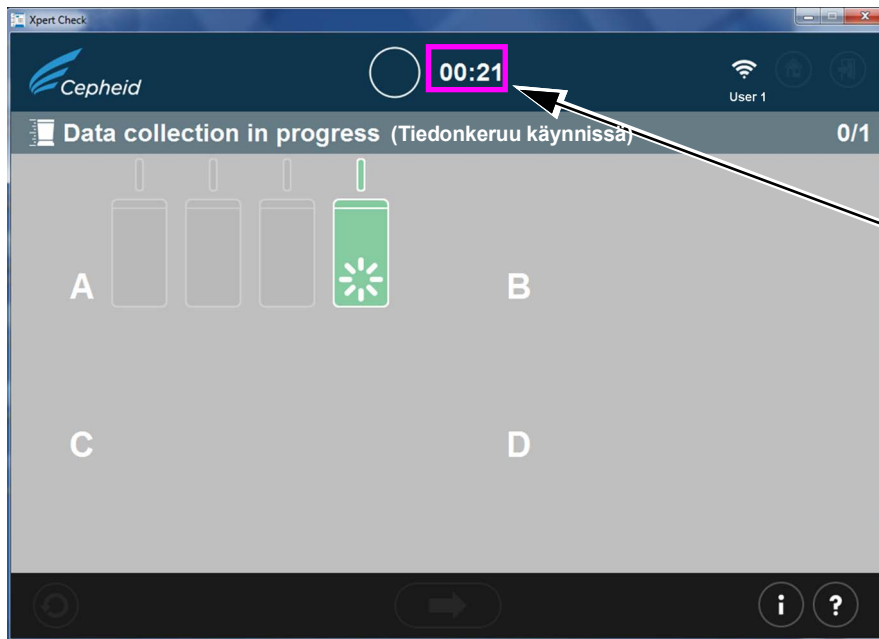 Xpert Check
Cepheid
00:21
User 1
Data collection in progress (Tiedonkeruu käynnissä) 0/1
A B
C D
i ?